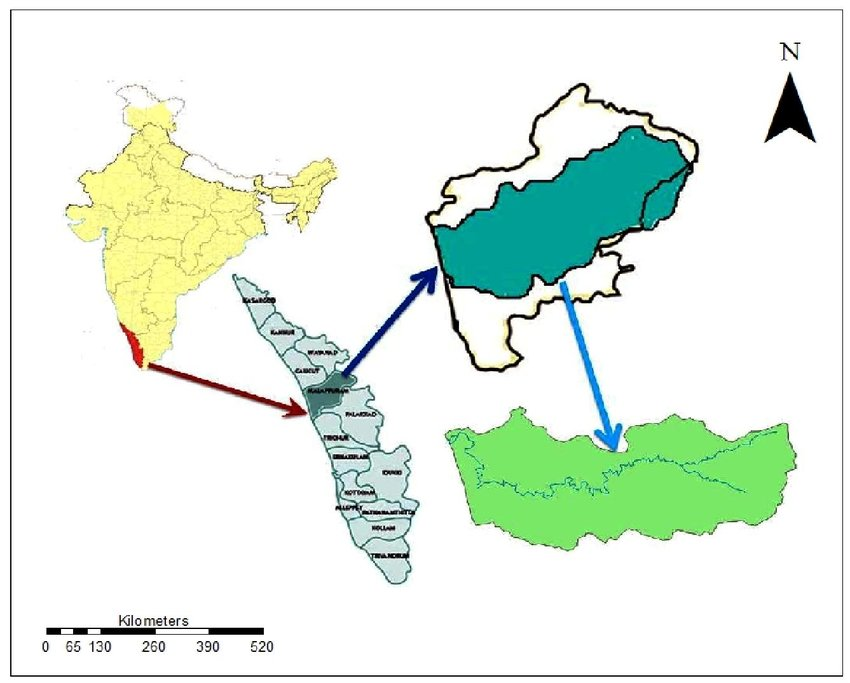 N
KASARGOD
KANNUR
WAYANAD
CALICUT
MALAPPURAM
PALAKKAD
TRICHUR
ERNAKULAM
IDUKKI
KOTTAYAM
ALLEPPEY
PATHANAMTHITTA
KOLLAM
TRIVANDRUM
Kilometers
0 65 130 260 390 520